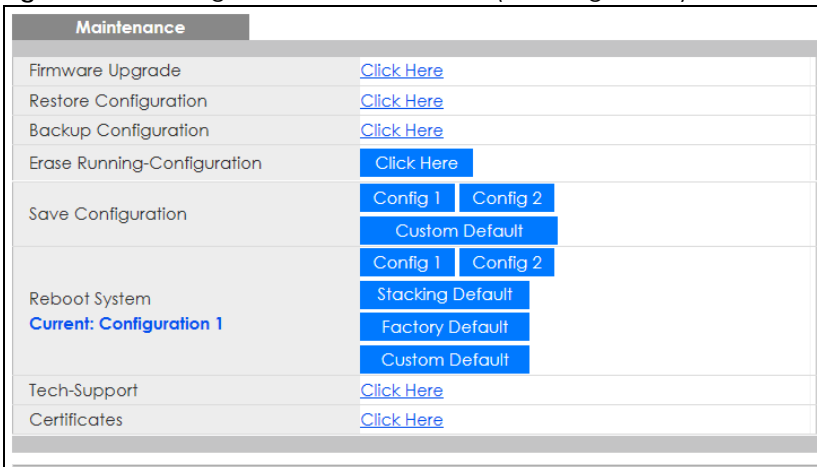 Maintenance
Firmware Upgrade Click Here
Restore Configuration Click Here
Backup Configuration Click Here
Erase Running-Configuration Click Here
Save Configuration
Config 1 Config 2
Custom Default
Reboot System
Current: Configuration 1
Config 1 Config 2
Stacking Default
Factory Default
Custom Default
Tech-Support Click Here
Certificates Click Here